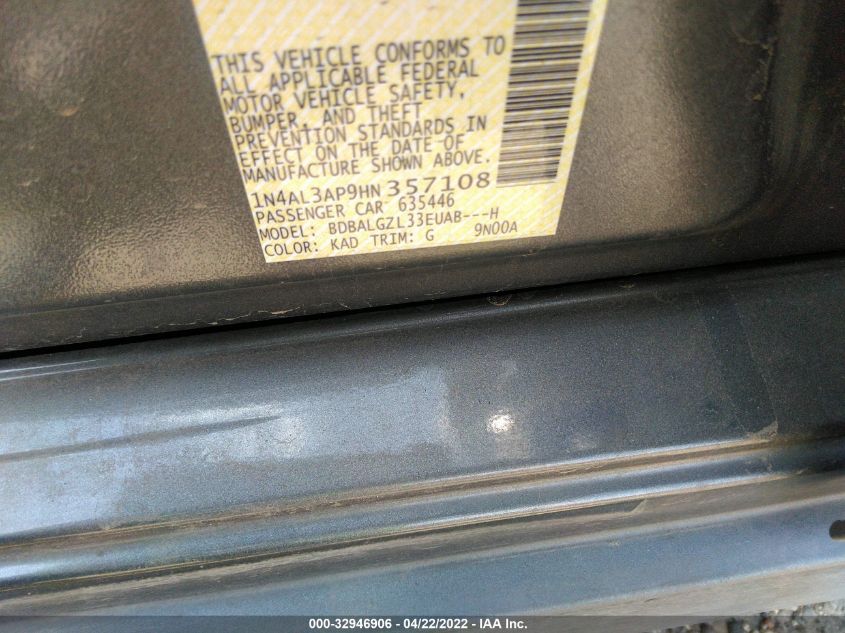 THIS VEHICLE CONFORMS TO
ALL APPLICABLE FEDERAL
MOTOR VEHICLE SAFETY,
BUMPER, AND THEFT
PREVENTION STANDARDS IN
EFFECT ON THE DATE OF
MANUFACTURE SHOWN ABOVE.
1N4AL3AP9HN357108
PASSENGER CAR 635446
MODEL: BDBALGZL33EUAB---H
COLOR: KAD TRIM: G 9N00A
000-32946906 - 04/22/2022 - IAA Inc.